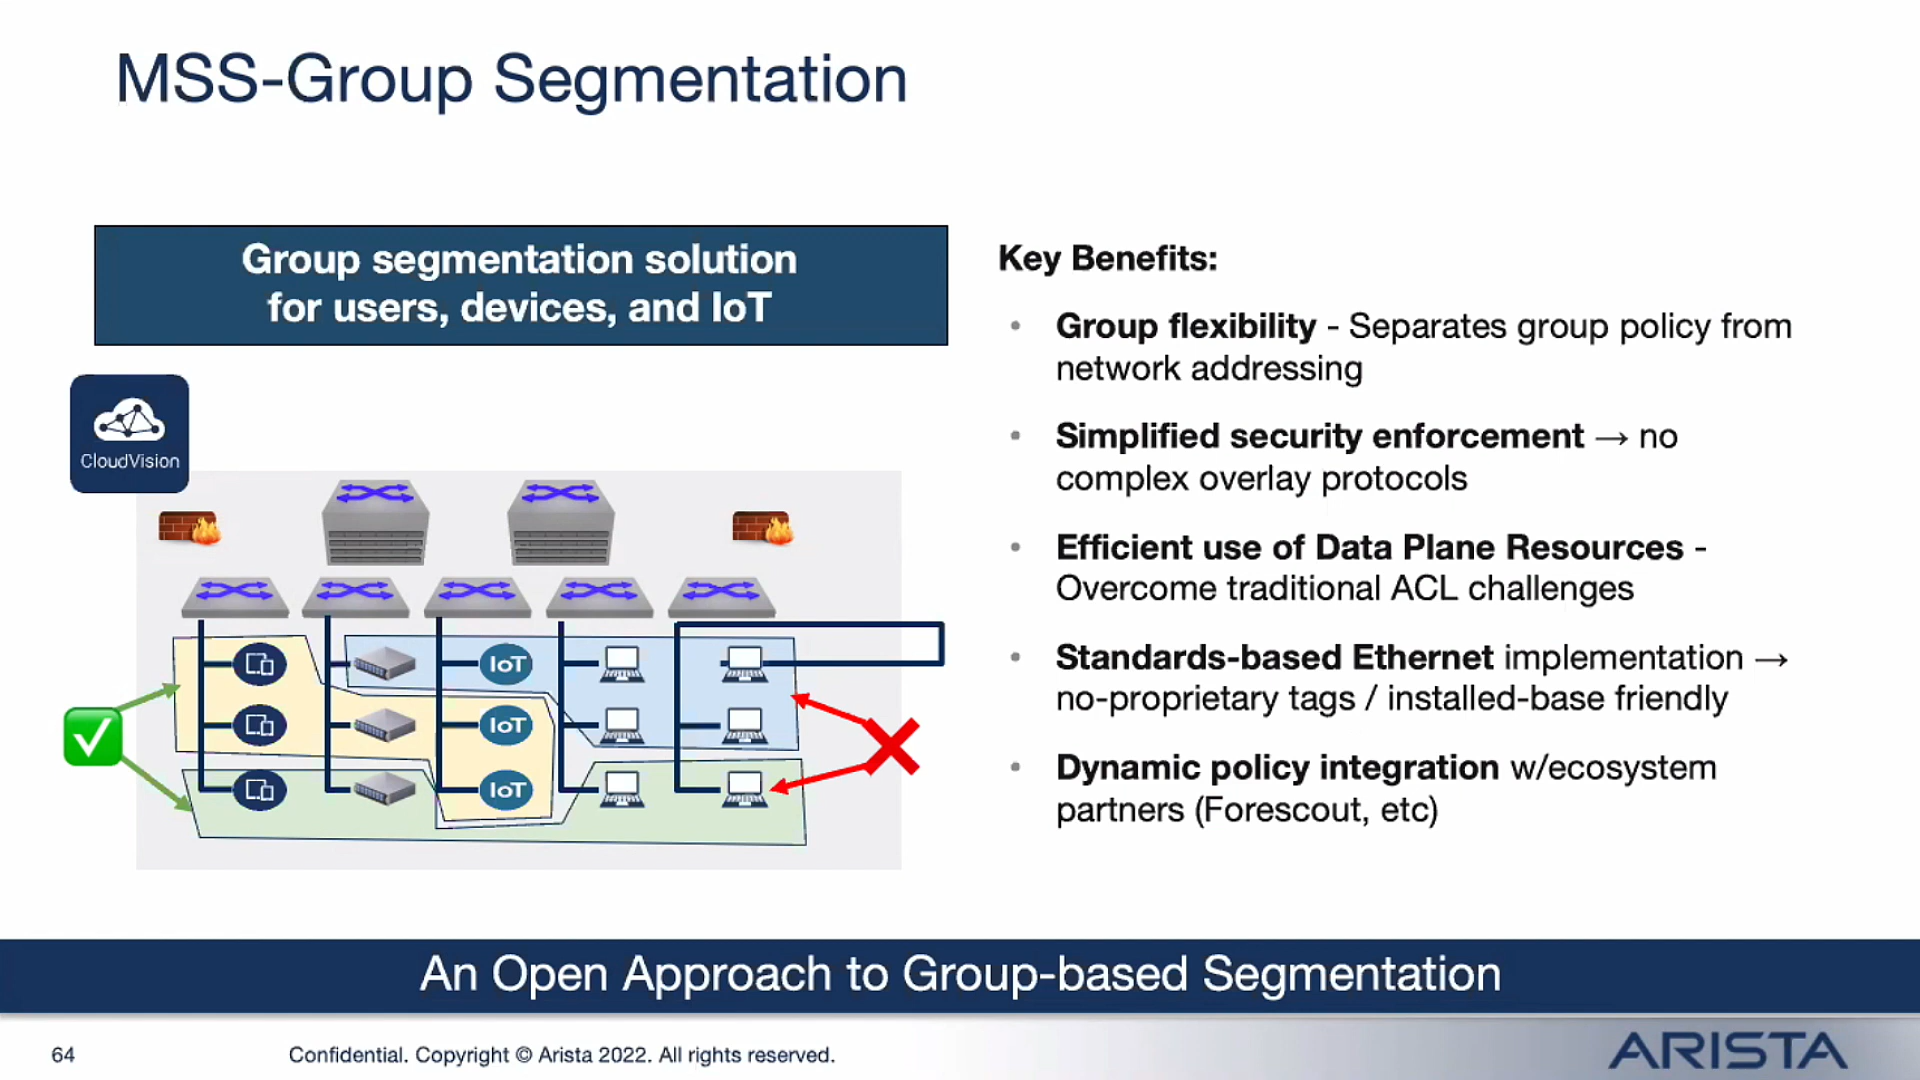 MSS-Group Segmentation
Group segmentation solution
for users, devices, and IoT
CloudVision
IoT
IoT
IoT
Key Benefits:
• Group flexibility - Separates group policy from
network addressing
• Simplified security enforcement → no
complex overlay protocols
• Efficient use of Data Plane Resources -
Overcome traditional ACL challenges
• Standards-based Ethernet implementation →
no-proprietary tags / installed-base friendly
• Dynamic policy integration w/ecosystem
partners (Forescout, etc)
An Open Approach to Group-based Segmentation
64
Confidential. Copyright © Arista 2022. All rights reserved.
ARISTA